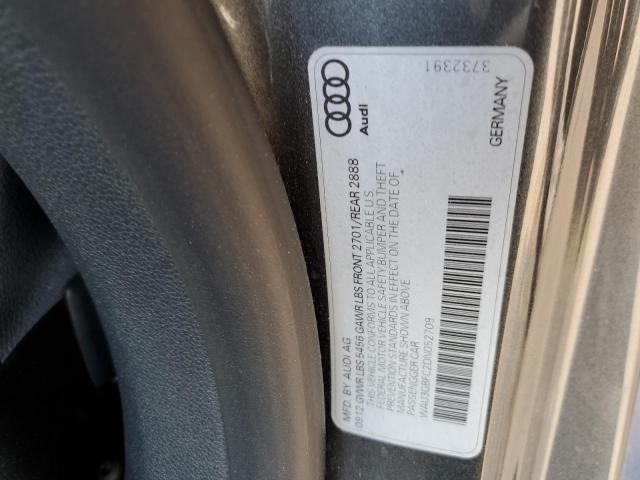 Audi
3732391
GERMANY
MFD. BY AUDI AG
0912 GVWR LBS 5456 GAWR LBS FRONT 2701/REAR 2888
THIS VEHICLE CONFORMS TO ALL APPLICABLE U.S.
FEDERAL MOTOR VEHICLE SAFETY, BUMPER AND THEFT
PREVENTION STANDARDS IN EFFECT ON THE DATE OF
MANUFACTURE SHOWN ABOVE
PASSENGER CAR
WAU3GBFC2DN052709